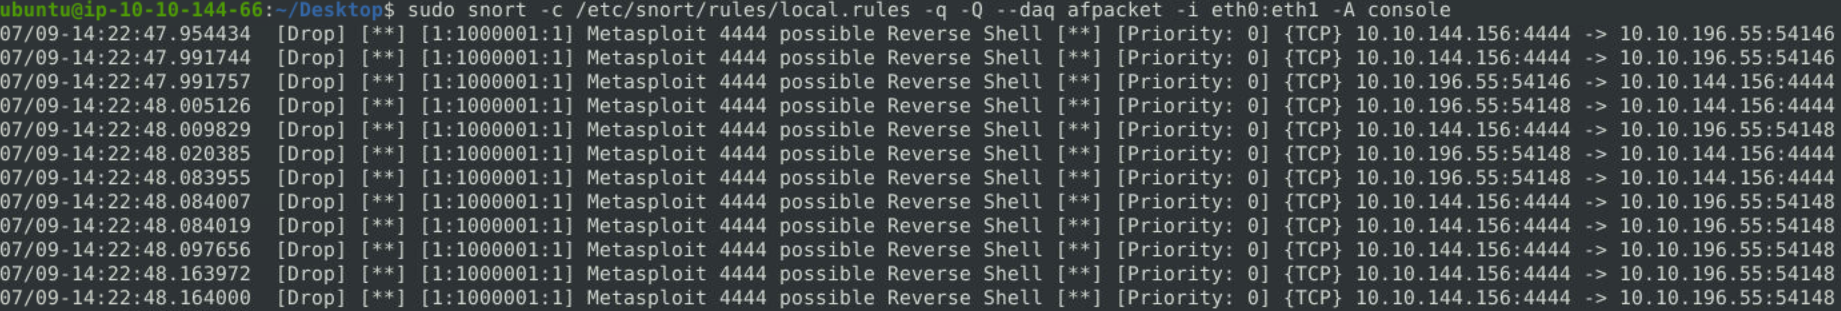 ubuntu@ip-10-10-144-66:~/Desktop$ sudo snort -c /etc/snort/rules/local.rules -q -Q --daq afpacket -i eth0:eth1 -A console
07/09-14:22:47.954434  [Drop] [**] [1:1000001:1] Metasploit 4444 possible Reverse Shell [**] [Priority: 0] {TCP} 10.10.144.156:4444 -> 10.10.196.55:54146
07/09-14:22:47.991744  [Drop] [**] [1:1000001:1] Metasploit 4444 possible Reverse Shell [**] [Priority: 0] {TCP} 10.10.144.156:4444 -> 10.10.196.55:54146
07/09-14:22:47.991757  [Drop] [**] [1:1000001:1] Metasploit 4444 possible Reverse Shell [**] [Priority: 0] {TCP} 10.10.196.55:54146 -> 10.10.144.156:4444
07/09-14:22:48.005126  [Drop] [**] [1:1000001:1] Metasploit 4444 possible Reverse Shell [**] [Priority: 0] {TCP} 10.10.196.55:54148 -> 10.10.144.156:4444
07/09-14:22:48.009829  [Drop] [**] [1:1000001:1] Metasploit 4444 possible Reverse Shell [**] [Priority: 0] {TCP} 10.10.144.156:4444 -> 10.10.196.55:54148
07/09-14:22:48.020385  [Drop] [**] [1:1000001:1] Metasploit 4444 possible Reverse Shell [**] [Priority: 0] {TCP} 10.10.196.55:54148 -> 10.10.144.156:4444
07/09-14:22:48.083955  [Drop] [**] [1:1000001:1] Metasploit 4444 possible Reverse Shell [**] [Priority: 0] {TCP} 10.10.196.55:54148 -> 10.10.144.156:4444
07/09-14:22:48.084007  [Drop] [**] [1:1000001:1] Metasploit 4444 possible Reverse Shell [**] [Priority: 0] {TCP} 10.10.144.156:4444 -> 10.10.196.55:54148
07/09-14:22:48.084019  [Drop] [**] [1:1000001:1] Metasploit 4444 possible Reverse Shell [**] [Priority: 0] {TCP} 10.10.144.156:4444 -> 10.10.196.55:54148
07/09-14:22:48.097656  [Drop] [**] [1:1000001:1] Metasploit 4444 possible Reverse Shell [**] [Priority: 0] {TCP} 10.10.144.156:4444 -> 10.10.196.55:54148
07/09-14:22:48.163972  [Drop] [**] [1:1000001:1] Metasploit 4444 possible Reverse Shell [**] [Priority: 0] {TCP} 10.10.144.156:4444 -> 10.10.196.55:54148
07/09-14:22:48.164000  [Drop] [**] [1:1000001:1] Metasploit 4444 possible Reverse Shell [**] [Priority: 0] {TCP} 10.10.144.156:4444 -> 10.10.196.55:54148